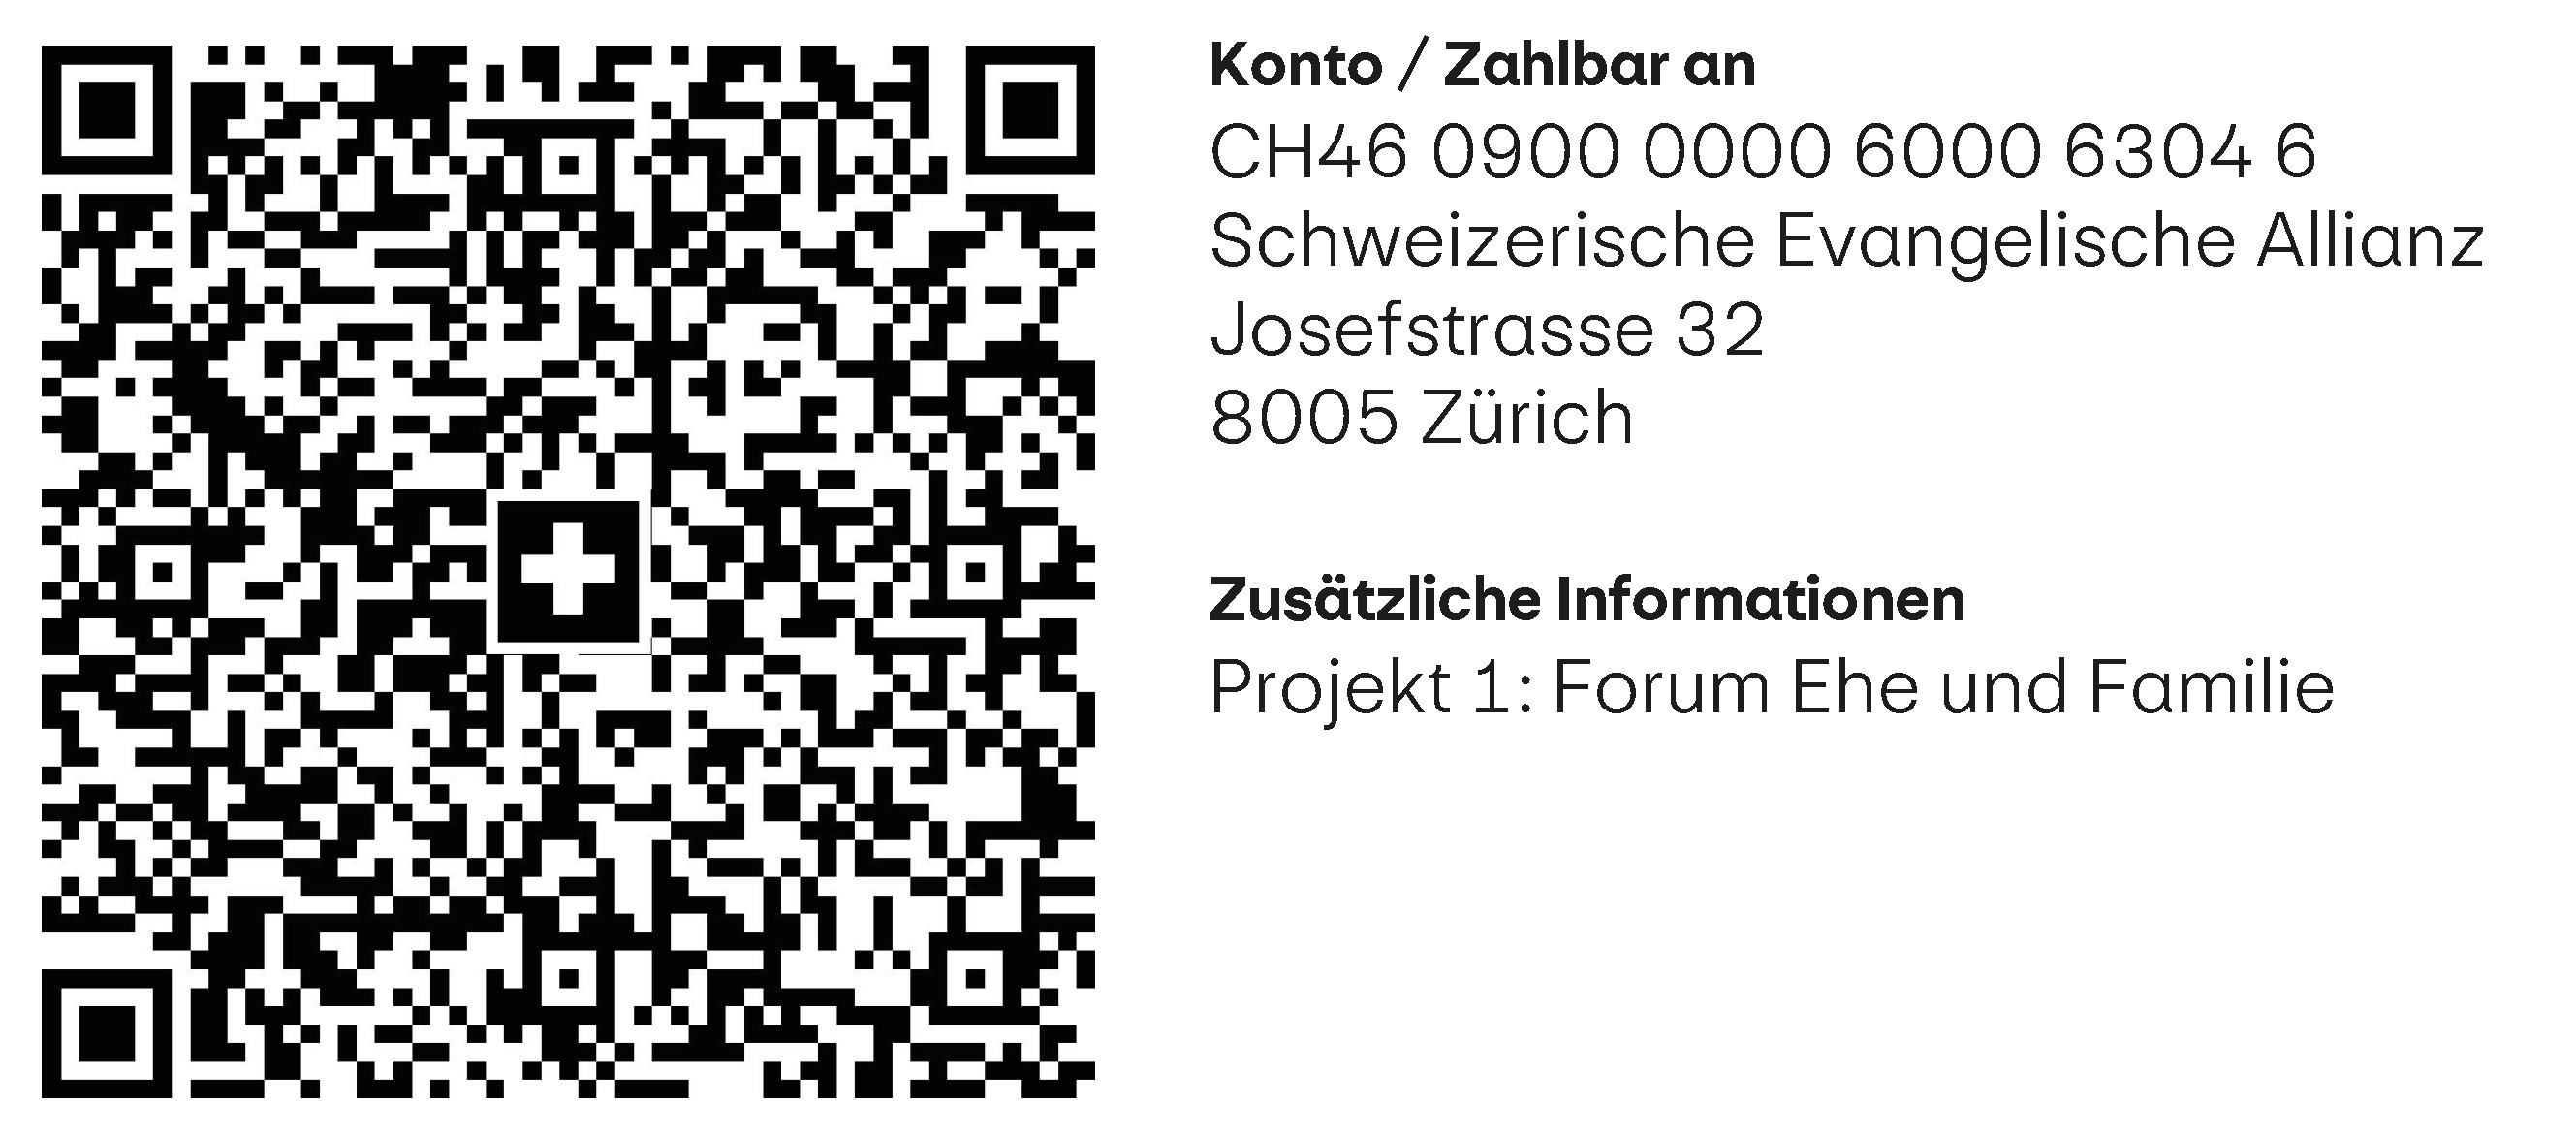 Konto / Zahlbar an
CH46 0900 0000 6000 6304 6
Schweizerische Evangelische Allianz
Josefstrasse 32
8005 Zürich
Zusätzliche Informationen
Projekt 1: Forum Ehe und Familie